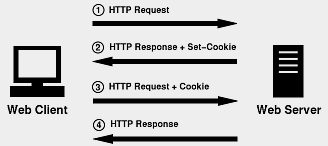 ① HTTP Request
② HTTP Response + Set-Cookie
③ HTTP Request + Cookie
Web Client
Web Server
④ HTTP Response